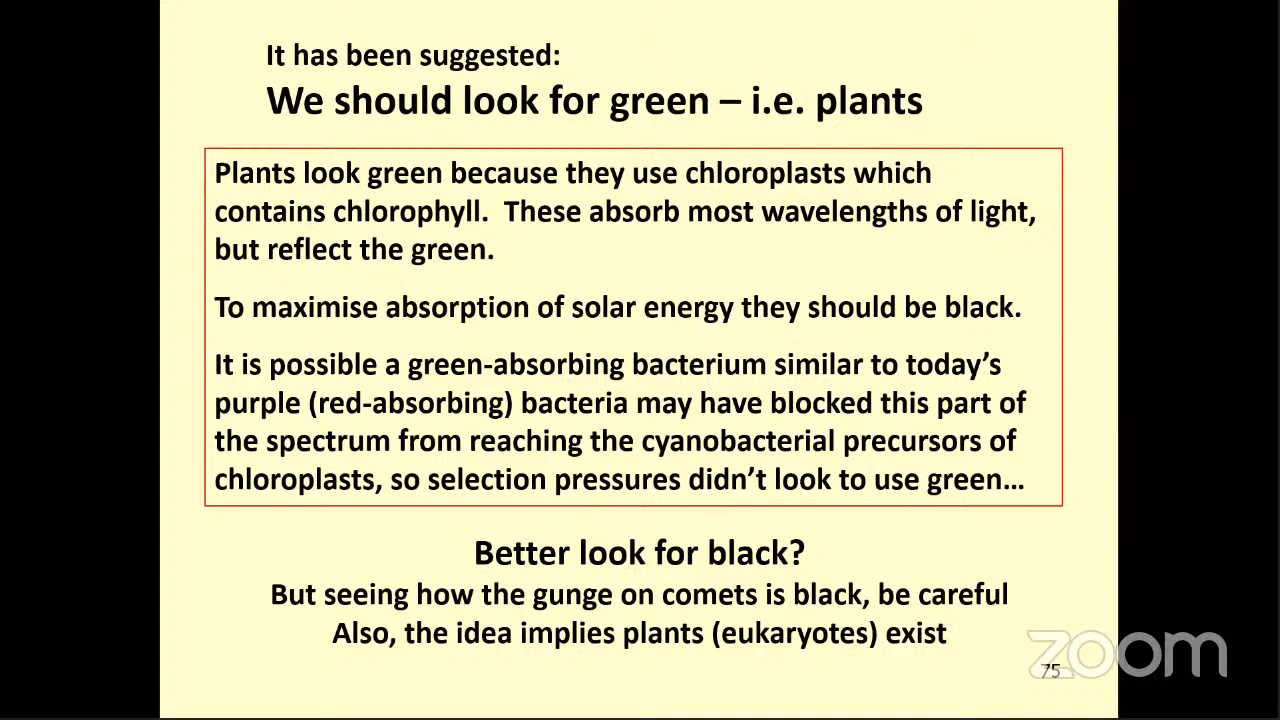 It has been suggested:
We should look for green – i.e. plants
Plants look green because they use chloroplasts which
contains chlorophyll.  These absorb most wavelengths of light,
but reflect the green.
To maximise absorption of solar energy they should be black.
It is possible a green-absorbing bacterium similar to today’s
purple (red-absorbing) bacteria may have blocked this part of
the spectrum from reaching the cyanobacterial precursors of
chloroplasts, so selection pressures didn’t look to use green…
Better look for black?
But seeing how the gunge on comets is black, be careful
Also, the idea implies plants (eukaryotes) exist
zoom
75